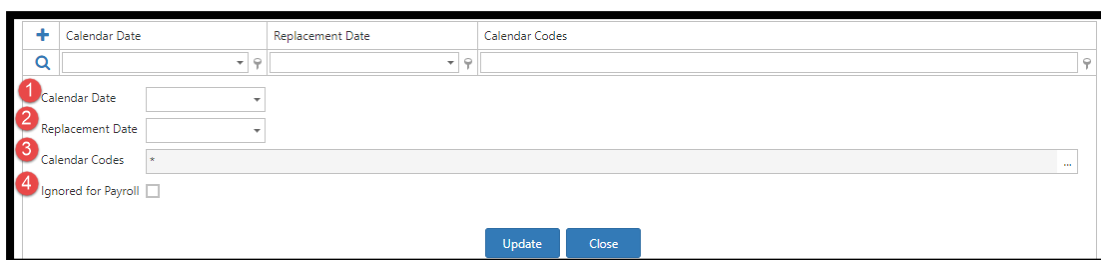 Calendar Date Replacement Date Calendar Codes
1 Calendar Date
2 Replacement Date
3 Calendar Codes * ...
4 Ignored for Payroll
Update Close